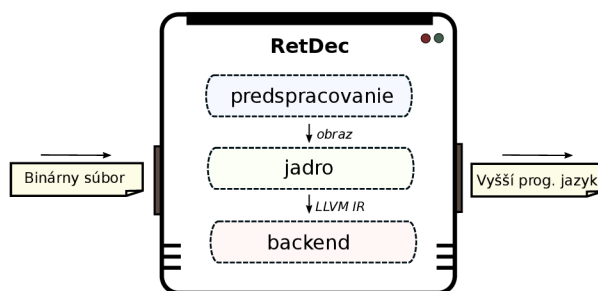 RetDec
predspracovanie
obraz
Binárny súbor
jadro
Vyšší prog. jazyk
LLVM IR
backend